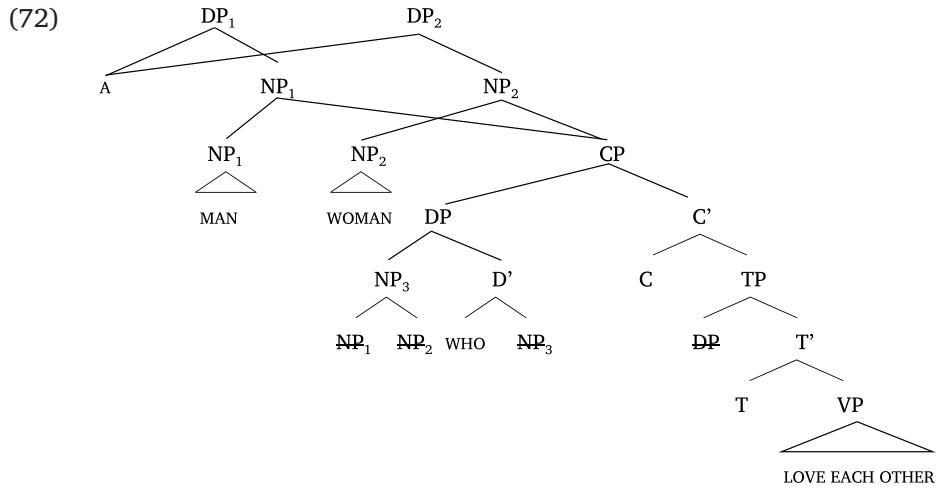 (72) DP₁ DP₂
A NP₁ NP₂
NP₁ NP₂ CP
MAN WOMAN DP C’
NP₃ D’ C TP
NP₁ NP₂ WHO NP₃ DP T’
T VP
LOVE EACH OTHER